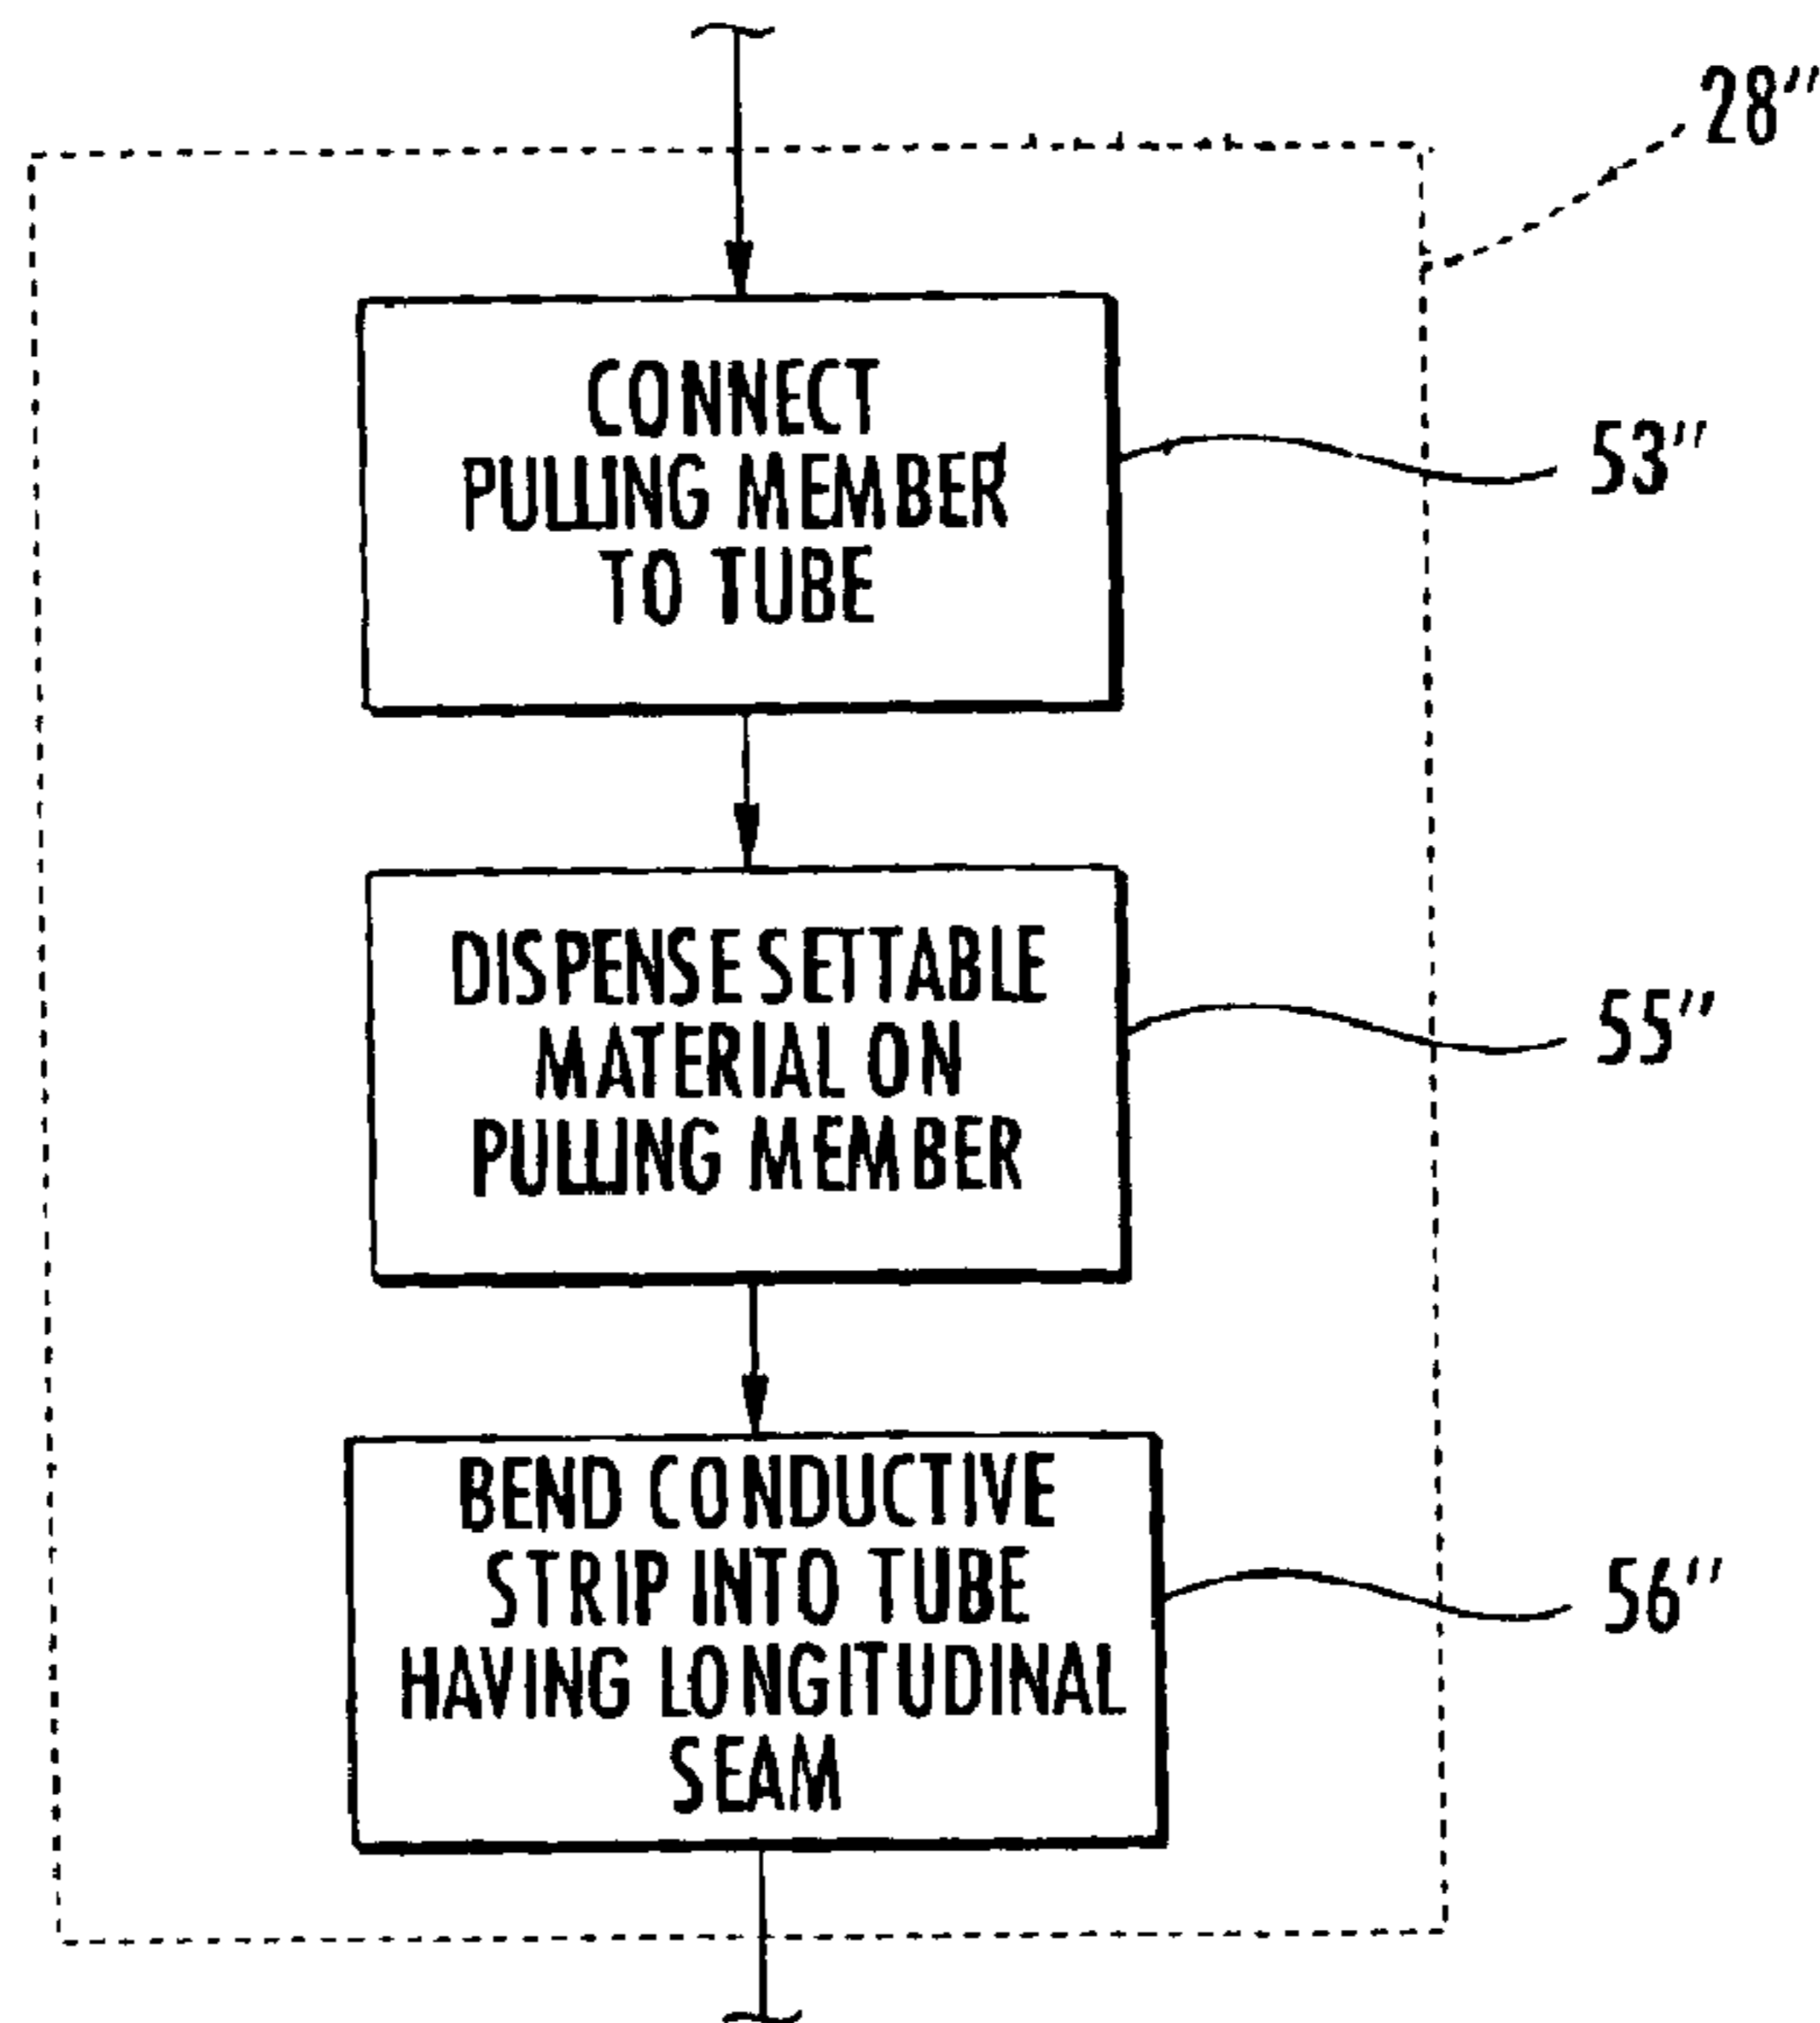 28''
CONNECT
PULLING MEMBER
TO TUBE
53''
DISPENSE SETTABLE
MATERIAL ON
PULLING MEMBER
55''
BEND CONDUCTIVE
STRIP INTO TUBE
HAVING LONGITUDINAL
SEAM
56''